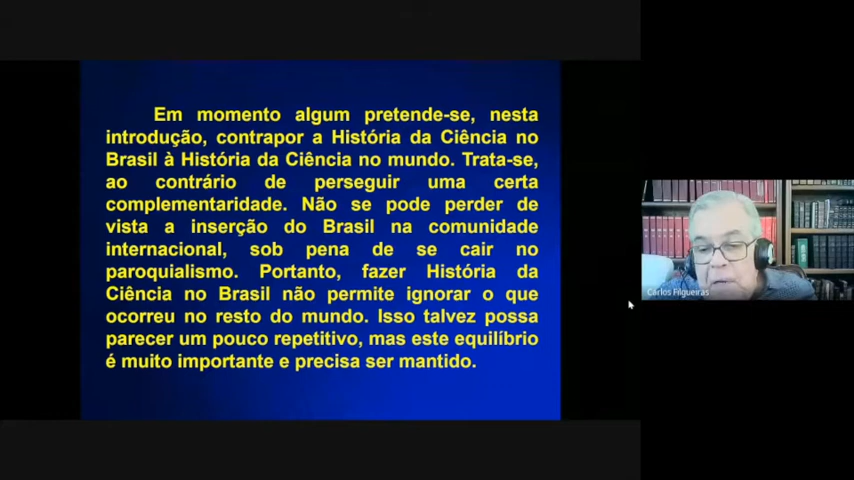 Em momento algum pretende-se, nesta
introdução, contrapor a História da Ciência no
Brasil à História da Ciência no mundo. Trata-se,
ao contrário de perseguir uma certa
complementaridade. Não se pode perder de
vista a inserção do Brasil na comunidade
internacional, sob pena de se cair no
paroquialismo. Portanto, fazer História da
Ciência no Brasil não permite ignorar o que
ocorreu no resto do mundo. Isso talvez possa
parecer um pouco repetitivo, mas este equilíbrio
é muito importante e precisa ser mantido.
Carlos Filgueiras